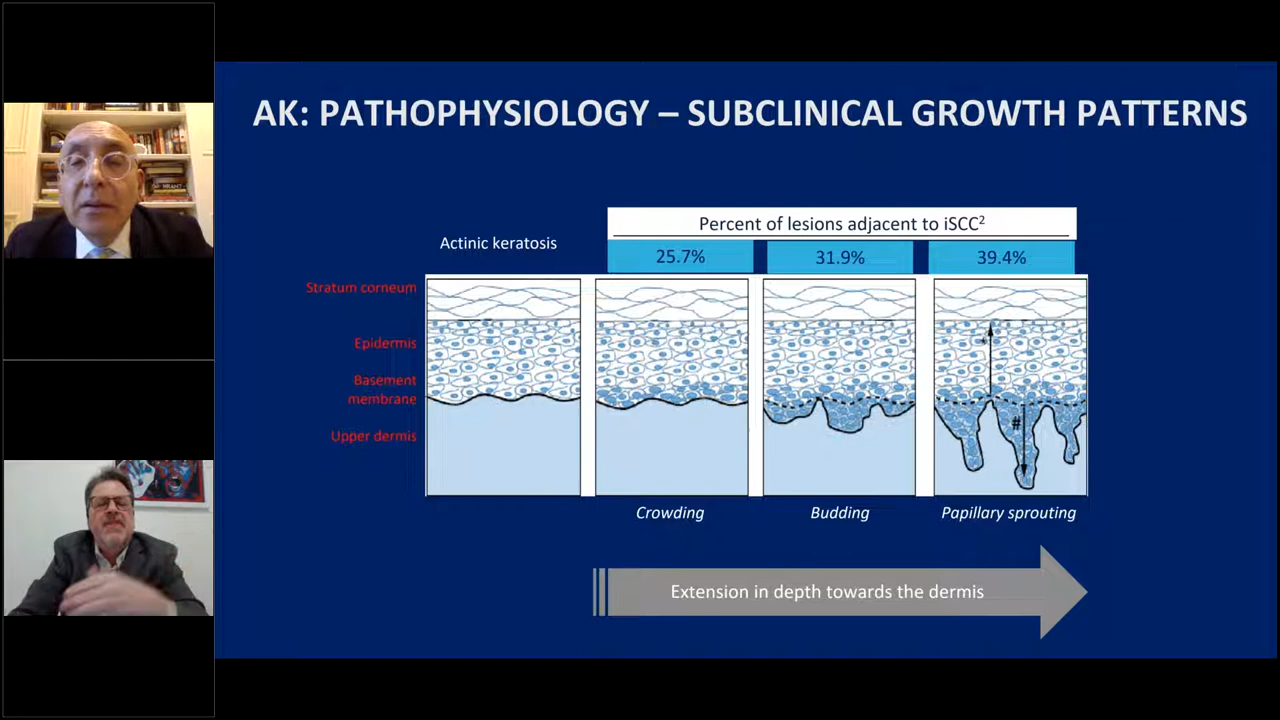 AK: PATHOPHYSIOLOGY – SUBCLINICAL GROWTH PATTERNS
Percent of lesions adjacent to iSCC2
Actinic keratosis
25.7% 31.9% 39.4%
Stratum corneum
Epidermis
Basement
membrane
Upper dermis
#
Crowding Budding Papillary sprouting
Extension in depth towards the dermis